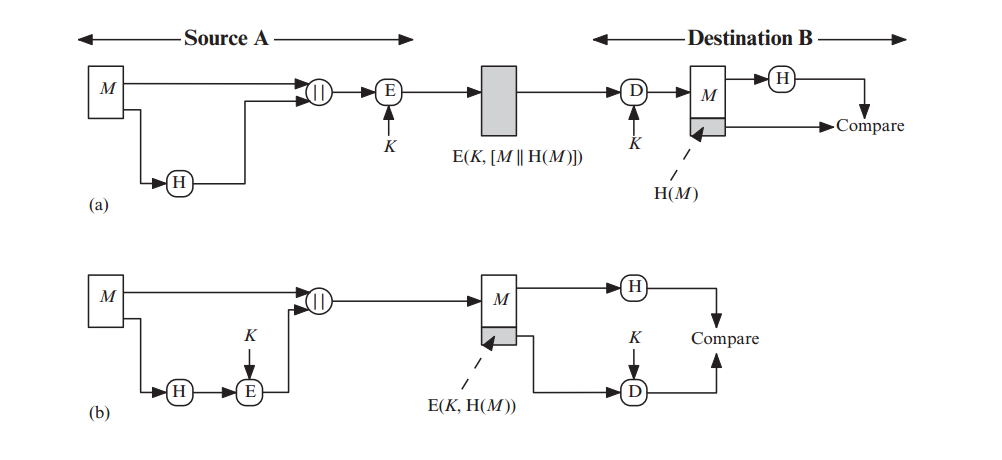 Source A Destination B
M || E D M H
K K Compare
E(K, [M || H(M)])
H
H(M)
(a)
M || M H
K K Compare
H E D
E(K, H(M))
(b)